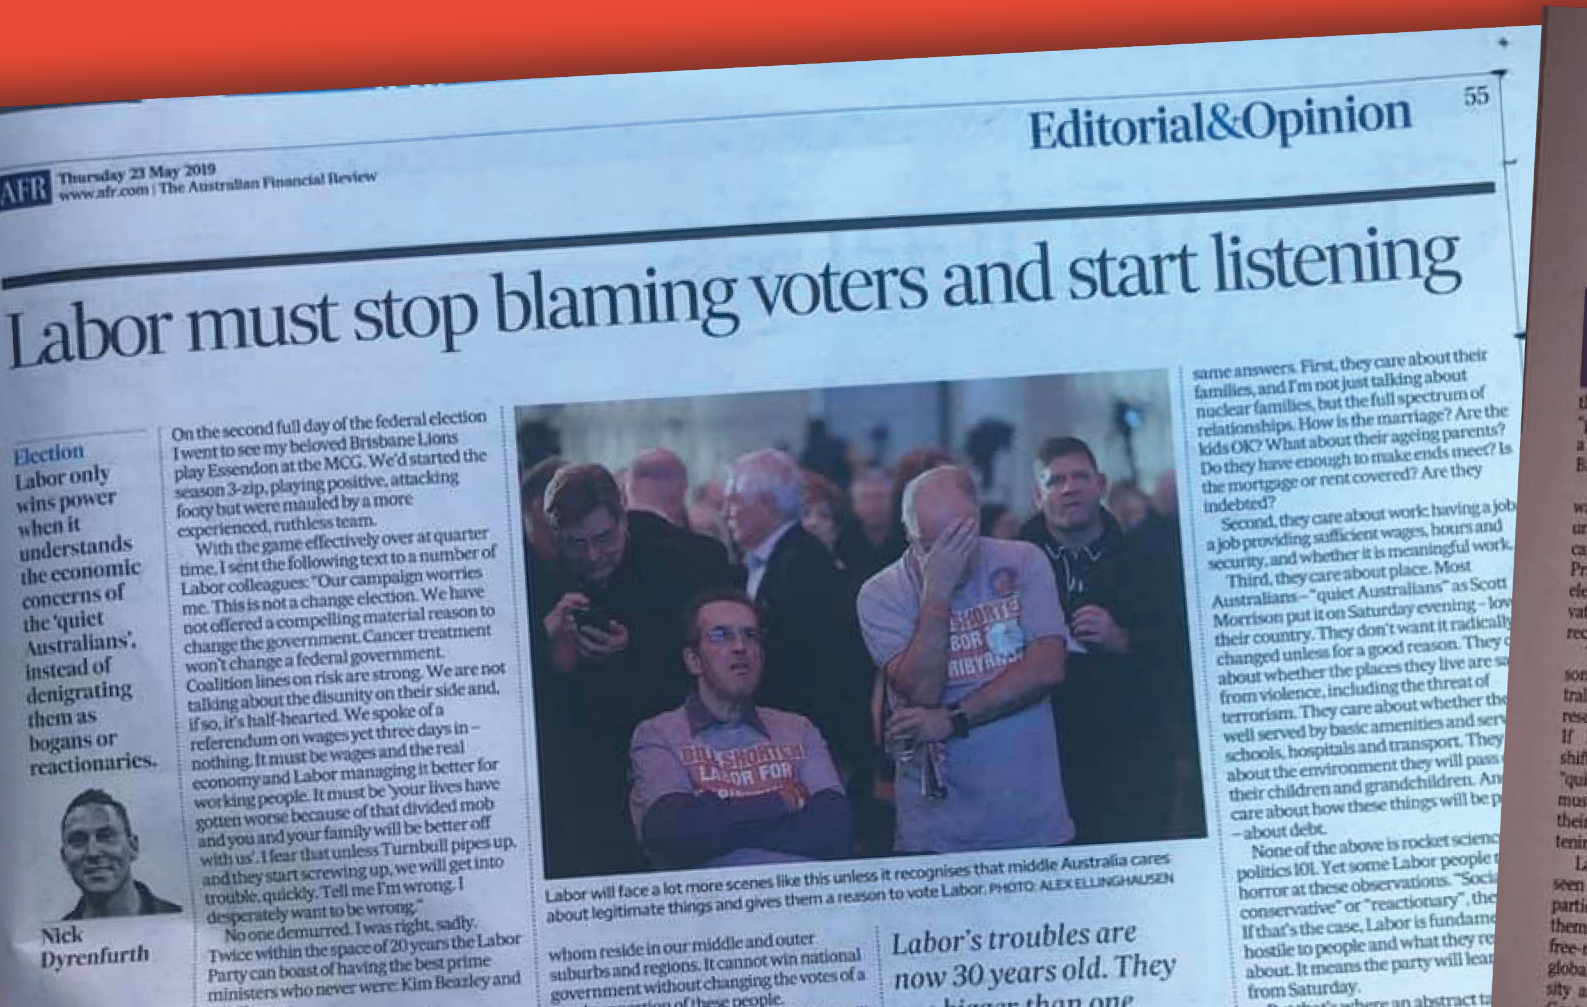 Editorial&Opinion
55
AFR
Thursday 23 May 2019
www.afr.com | The Australian Financial Review
Labor must stop blaming voters and start listening
Election
Labor only
wins power
when it
understands
the economic
concerns of
the 'quiet
Australians',
instead of
denigrating
them as
bogans or
reactionaries.
Nick
Dyrenfurth
On the second full day of the federal election
I went to see my beloved Brisbane Lions
play Essendon at the MCG. We'd started the
season 3-zip, playing positive, attacking
footy but were mauled by a more
experienced, ruthless team.
With the game effectively over at quarter
time, I sent the following text to a number of
Labor colleagues: "Our campaign worries
me. This is not a change election. We have
not offered a compelling material reason to
change the government. Cancer treatment
won't change a federal government.
Coalition lines on risk are strong. We are not
talking about the disunity on their side and,
if so, it's half-hearted. We spoke of a
referendum on wages yet three days in –
nothing. It must be wages and the real
economy and Labor managing it better for
working people. It must be 'your lives have
gotten worse because of that divided mob
and you and your family will be better off
with us'. I fear that unless Turnbull pipes up,
and they start screwing up, we will get into
trouble, quickly. Tell me I'm wrong. I
desperately want to be wrong."
No one demurred. I was right, sadly.
Twice within the space of 20 years the Labor
Party can boast of having the best prime
ministers who never were: Kim Beazley and
SHORTE
BOR
BILL SHORTEN
LABOR FOR
Labor will face a lot more scenes like this unless it recognises that middle Australia cares
about legitimate things and gives them a reason to vote Labor. PHOTO: ALEX ELLINGHAUSEN
whom reside in our middle and outer
suburbs and regions. It cannot win national
government without changing the votes of a
of these people.
Labor's troubles are
now 30 years old. They
than one
same answers. First, they care about their
families, and I'm not just talking about
nuclear families, but the full spectrum of
relationships. How is the marriage? Are the
kids OK? What about their ageing parents?
Do they have enough to make ends meet? Is
the mortgage or rent covered? Are they
indebted?
Second, they care about work: having a job
a job providing sufficient wages, hours and
security, and whether it is meaningful work.
Third, they care about place. Most
Australians – "quiet Australians" as Scott
Morrison put it on Saturday evening – lov
their country. They don't want it radically
changed unless for a good reason. They c
about whether the places they live are sa
from violence, including the threat of
terrorism. They care about whether the
well served by basic amenities and serv
schools, hospitals and transport. They
about the environment they will pass
their children and grandchildren. An
care about how these things will be p
– about debt.
None of the above is rocket scienc
politics 101. Yet some Labor people
horror at these observations. "Socia
conservative" or "reactionary", the
If that's the case, Labor is fundame
hostile to people and what they re
about. It means the party will lear
from Saturday.
an abstract